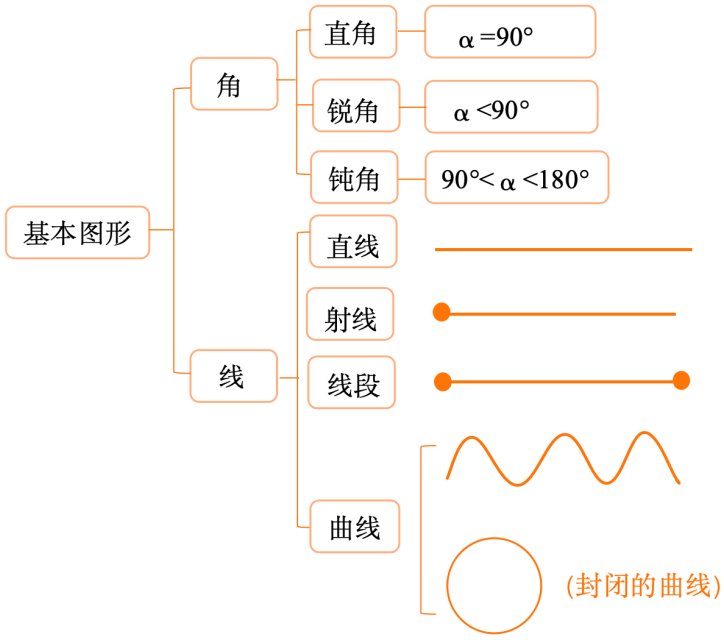 基本图形
角
直角
α=90°
锐角
α<90°
钝角
90°<α<180°
线
直线
射线
线段
曲线
(封闭的曲线)